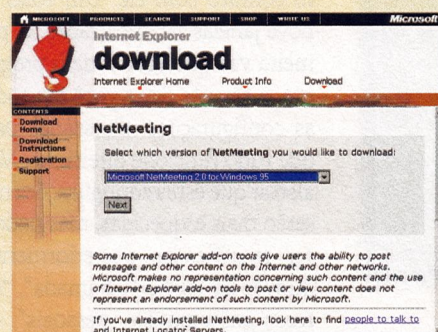 MICROSOFT PRODUCTS SEARCH SUPPORT SHOP WRITE US Microsoft
Internet Explorer
download
Internet Explorer Home Product Info Download
CONTENTS
Download
Home
Download
Instructions
Registration
Support
NetMeeting
Select which version of NetMeeting you would like to download:
Microsoft NetMeeting 2.0 for Windows 95
Next
Some Internet Explorer add-on tools give users the ability to post
messages and other content on the Internet and other networks.
Microsoft makes no representation concerning such content and the use
of Internet Explorer add-on tools to post or view content does not
represent an endorsement of such content by Microsoft.
If you've already installed NetMeeting, look here to find people to talk to
and Internet Locator Servers.